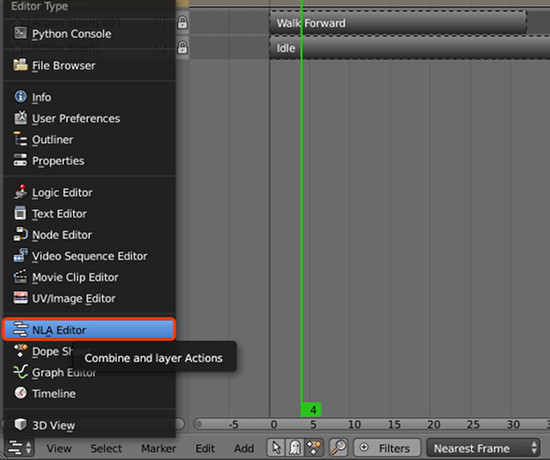 Editor Type
Python Console
File Browser
Info
User Preferences
Outliner
Properties
Logic Editor
Text Editor
Node Editor
Video Sequence Editor
Movie Clip Editor
UV/Image Editor
NLA Editor
Dope Sheet
Combine and layer Actions
Graph Editor
Timeline
3D View
Walk Forward
Idle
4
-5 0 5 10 15 20 25 30
View Select Marker Edit Add Filters Nearest Frame